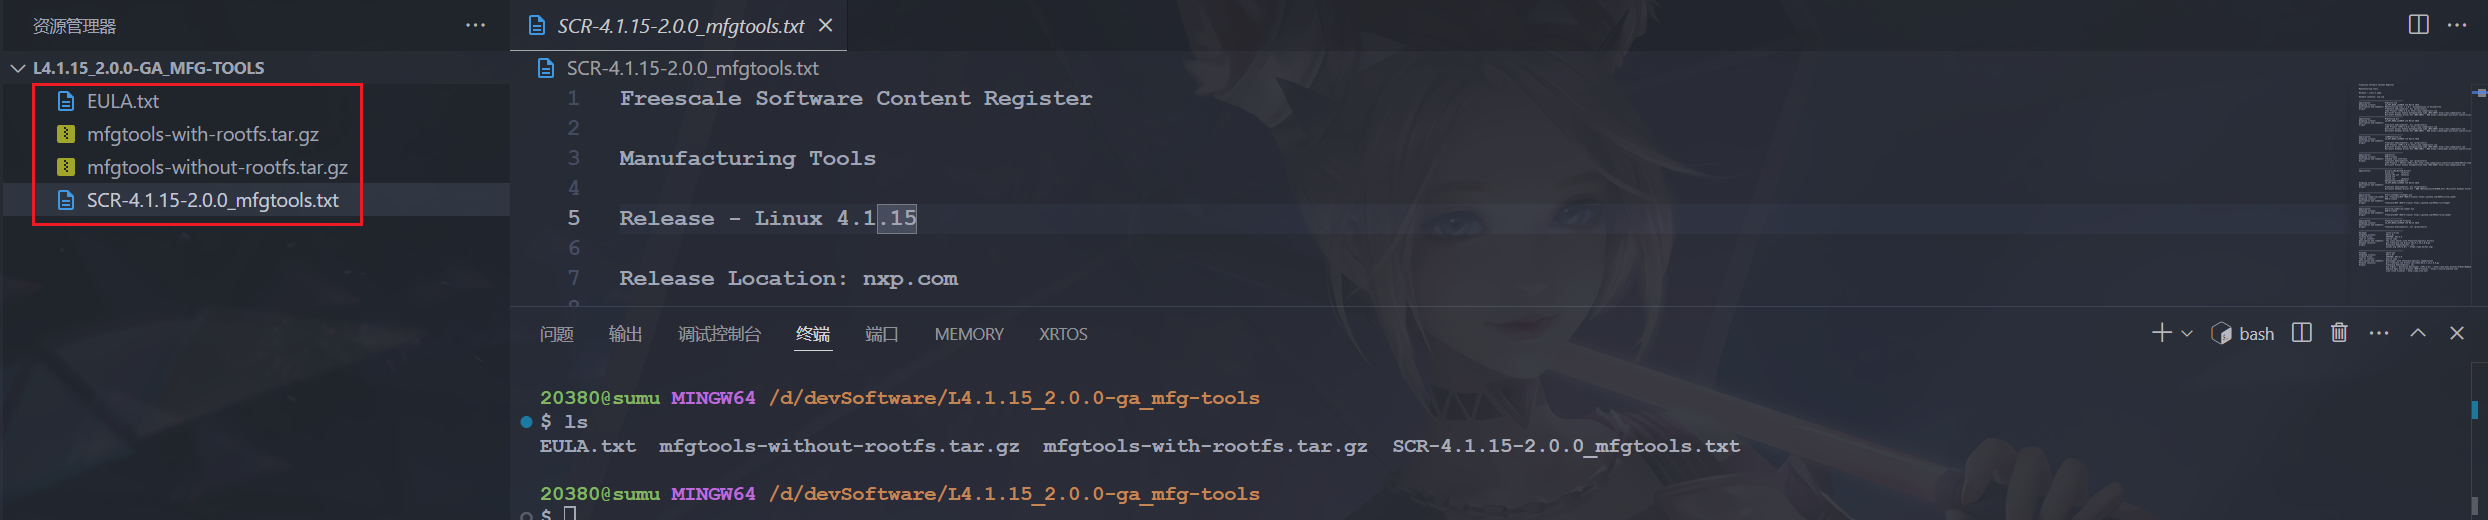 资源管理器
L4.1.15_2.0.0-GA_MFG-TOOLS
EULA.txt
mfgtools-with-rootfs.tar.gz
mfgtools-without-rootfs.tar.gz
SCR-4.1.15-2.0.0_mfgtools.txt
SCR-4.1.15-2.0.0_mfgtools.txt
SCR-4.1.15-2.0.0_mfgtools.txt
1 Freescale Software Content Register
2
3 Manufacturing Tools
4
5 Release - Linux 4.1.15
6
7 Release Location: nxp.com
8
问题 输出 调试控制台 终端 端口 MEMORY XRTOS
bash
20380@sumu MINGW64 /d/devSoftware/L4.1.15_2.0.0-ga_mfg-tools
$ ls
EULA.txt mfgtools-without-rootfs.tar.gz mfgtools-with-rootfs.tar.gz SCR-4.1.15-2.0.0_mfgtools.txt
20380@sumu MINGW64 /d/devSoftware/L4.1.15_2.0.0-ga_mfg-tools
$